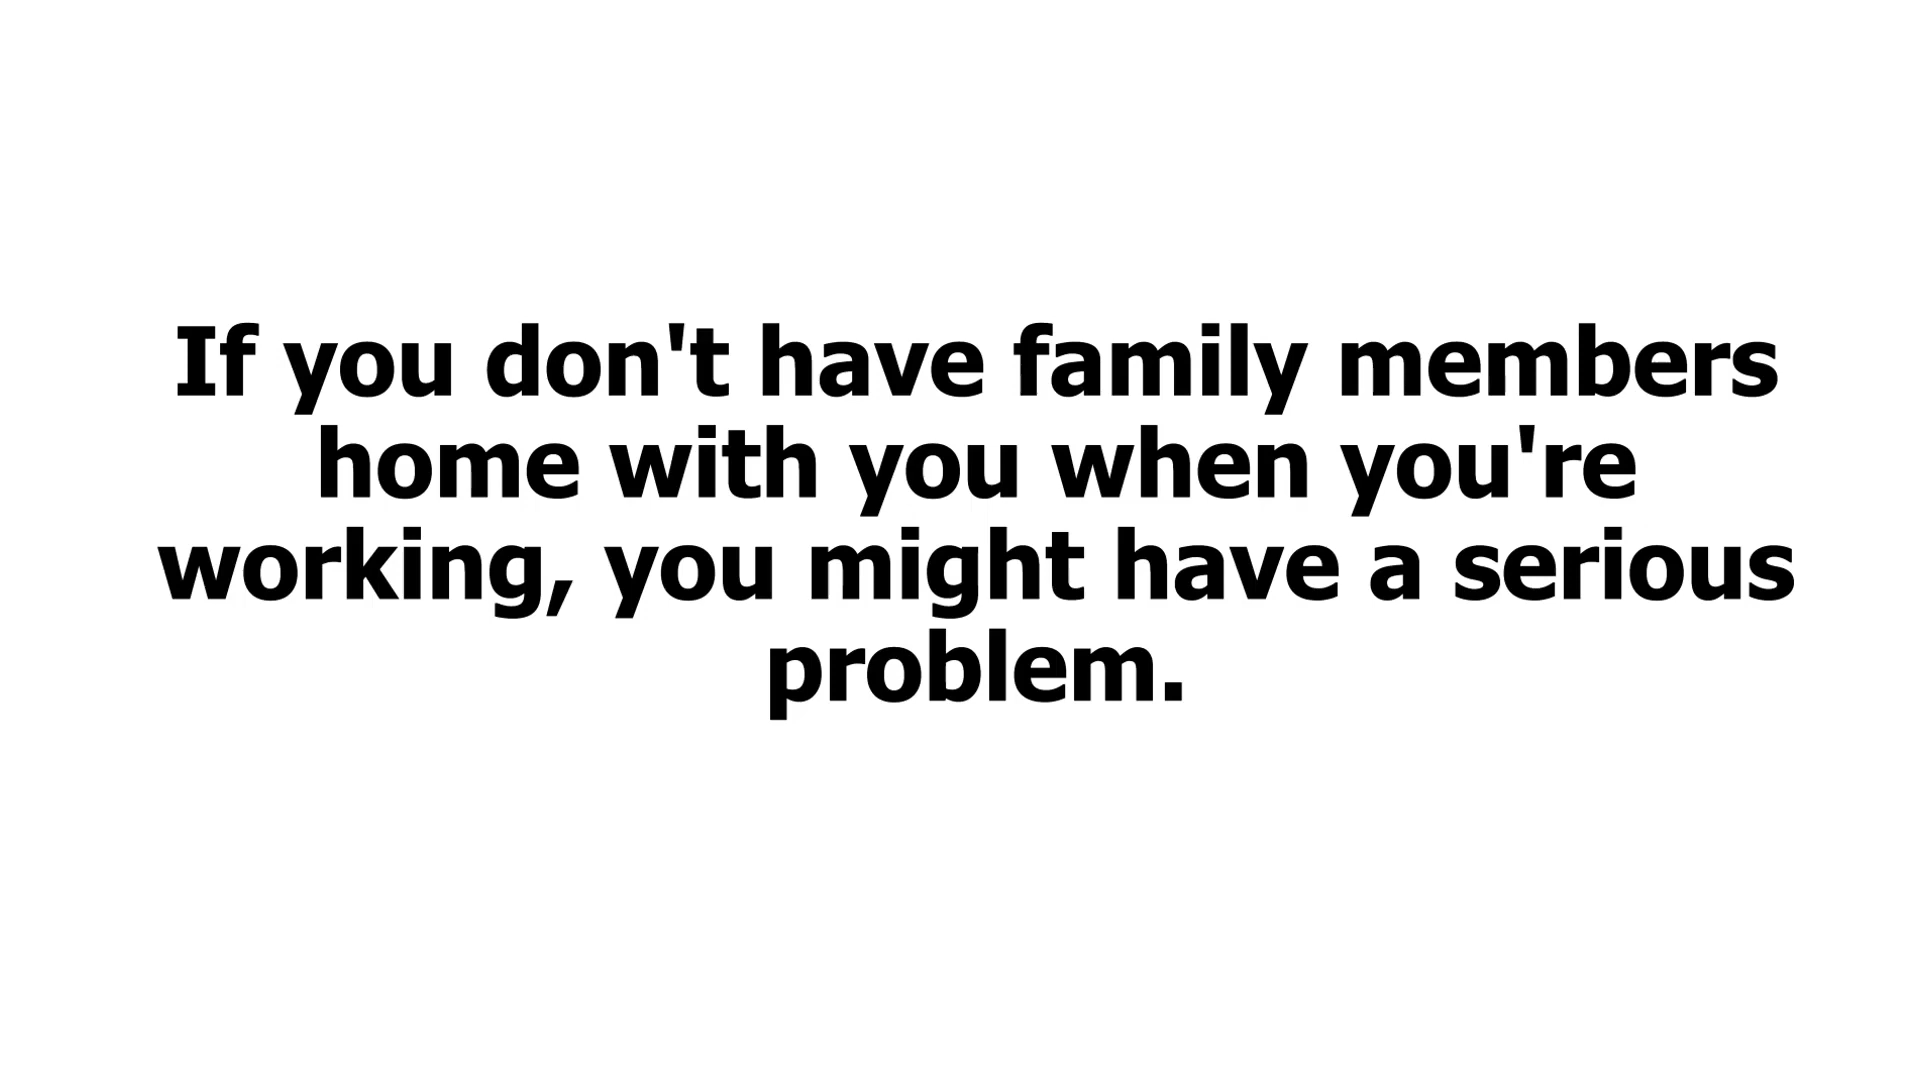 If you don't have family members
home with you when you're
working, you might have a serious
problem.